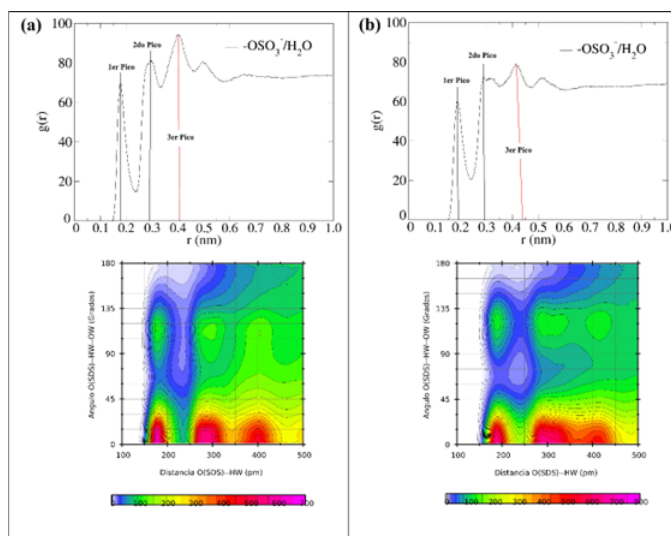 (a)
100
80
60
40
20
0
g(r)
1er Pico
2do Pico
3er Pico
-OSO₃⁻/H₂O
0 0.1 0.2 0.3 0.4 0.5 0.6 0.7 0.8 0.9 1.0
r (nm)
180
135
90
45
0
Angulo O(SDS)--HW--OW (Grados)
100 200 300 400 500
Distancia O(SDS)--HW (pm)
0 100 200 300 400 500 600 700
(b)
100
80
60
40
20
0
g(r)
1er Pico
2do Pico
3er Pico
-OSO₃⁻/H₂O
0 0.1 0.2 0.3 0.4 0.5 0.6 0.7 0.8 0.9 1.0
r (nm)
180
135
90
45
0
Angulo O(SDS)--HW--OW (Grados)
100 200 300 400 500
Distancia O(SDS)--HW (pm)
100 200 300 400 500 600 700 800